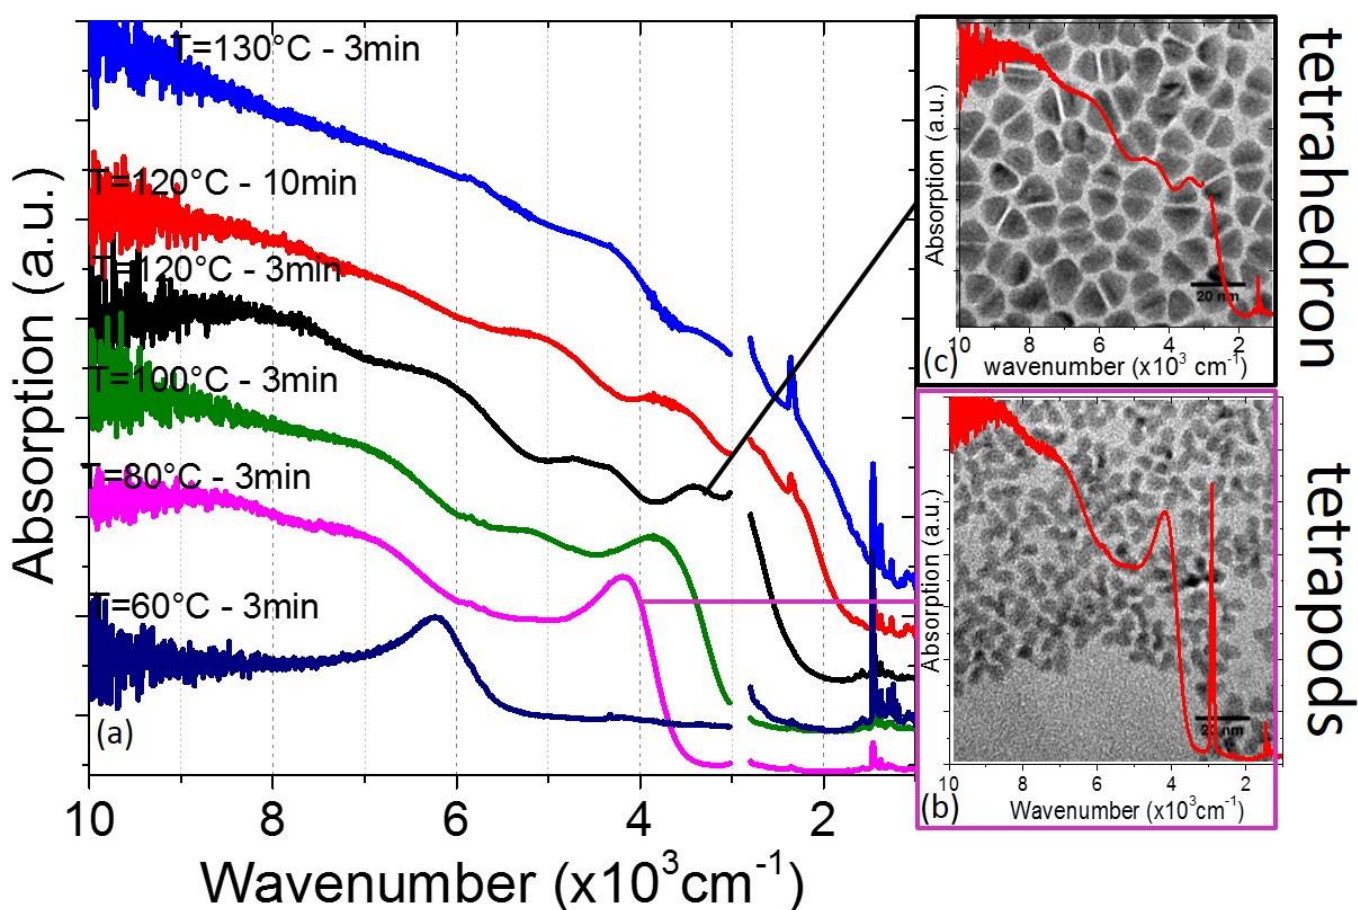 T=130°C - 3min
T=120°C - 10min
T=120°C - 3min
T=100°C - 3min
T=80°C - 3min
T=60°C - 3min
(a)
Absorption (a.u.)
10 8 6 4 2
Wavenumber (x10³cm⁻¹)
Absorption (a.u.)
20 nm
(c)
10 8 6 4 2
wavenumber (x10³ cm⁻¹)
tetrahedron
Absorption (a.u.)
20 nm
(b)
10 8 6 4 2
Wavenumber (x10³cm⁻¹)
tetrapods